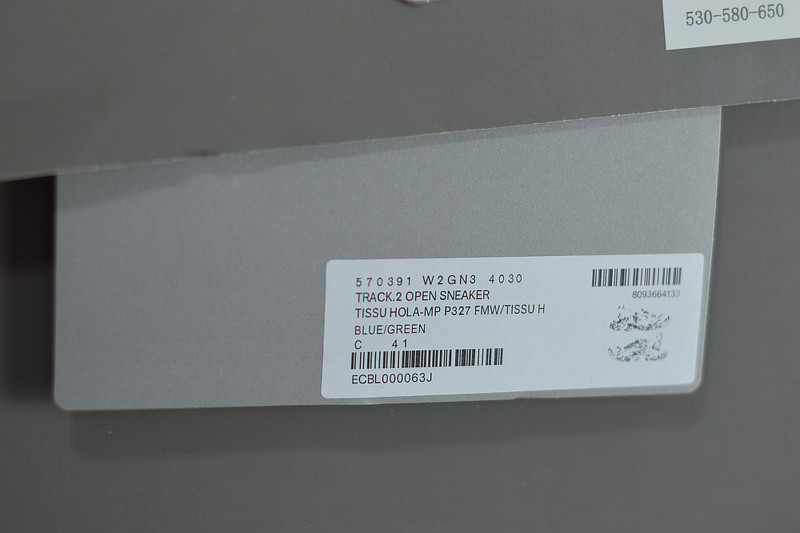 530-580-650
570391 W2GN3 4030
TRACK.2 OPEN SNEAKER
TISSU HOLA-MP P327 FMW/TISSU H
BLUE/GREEN
C 41
ECBL000063J
8093664133